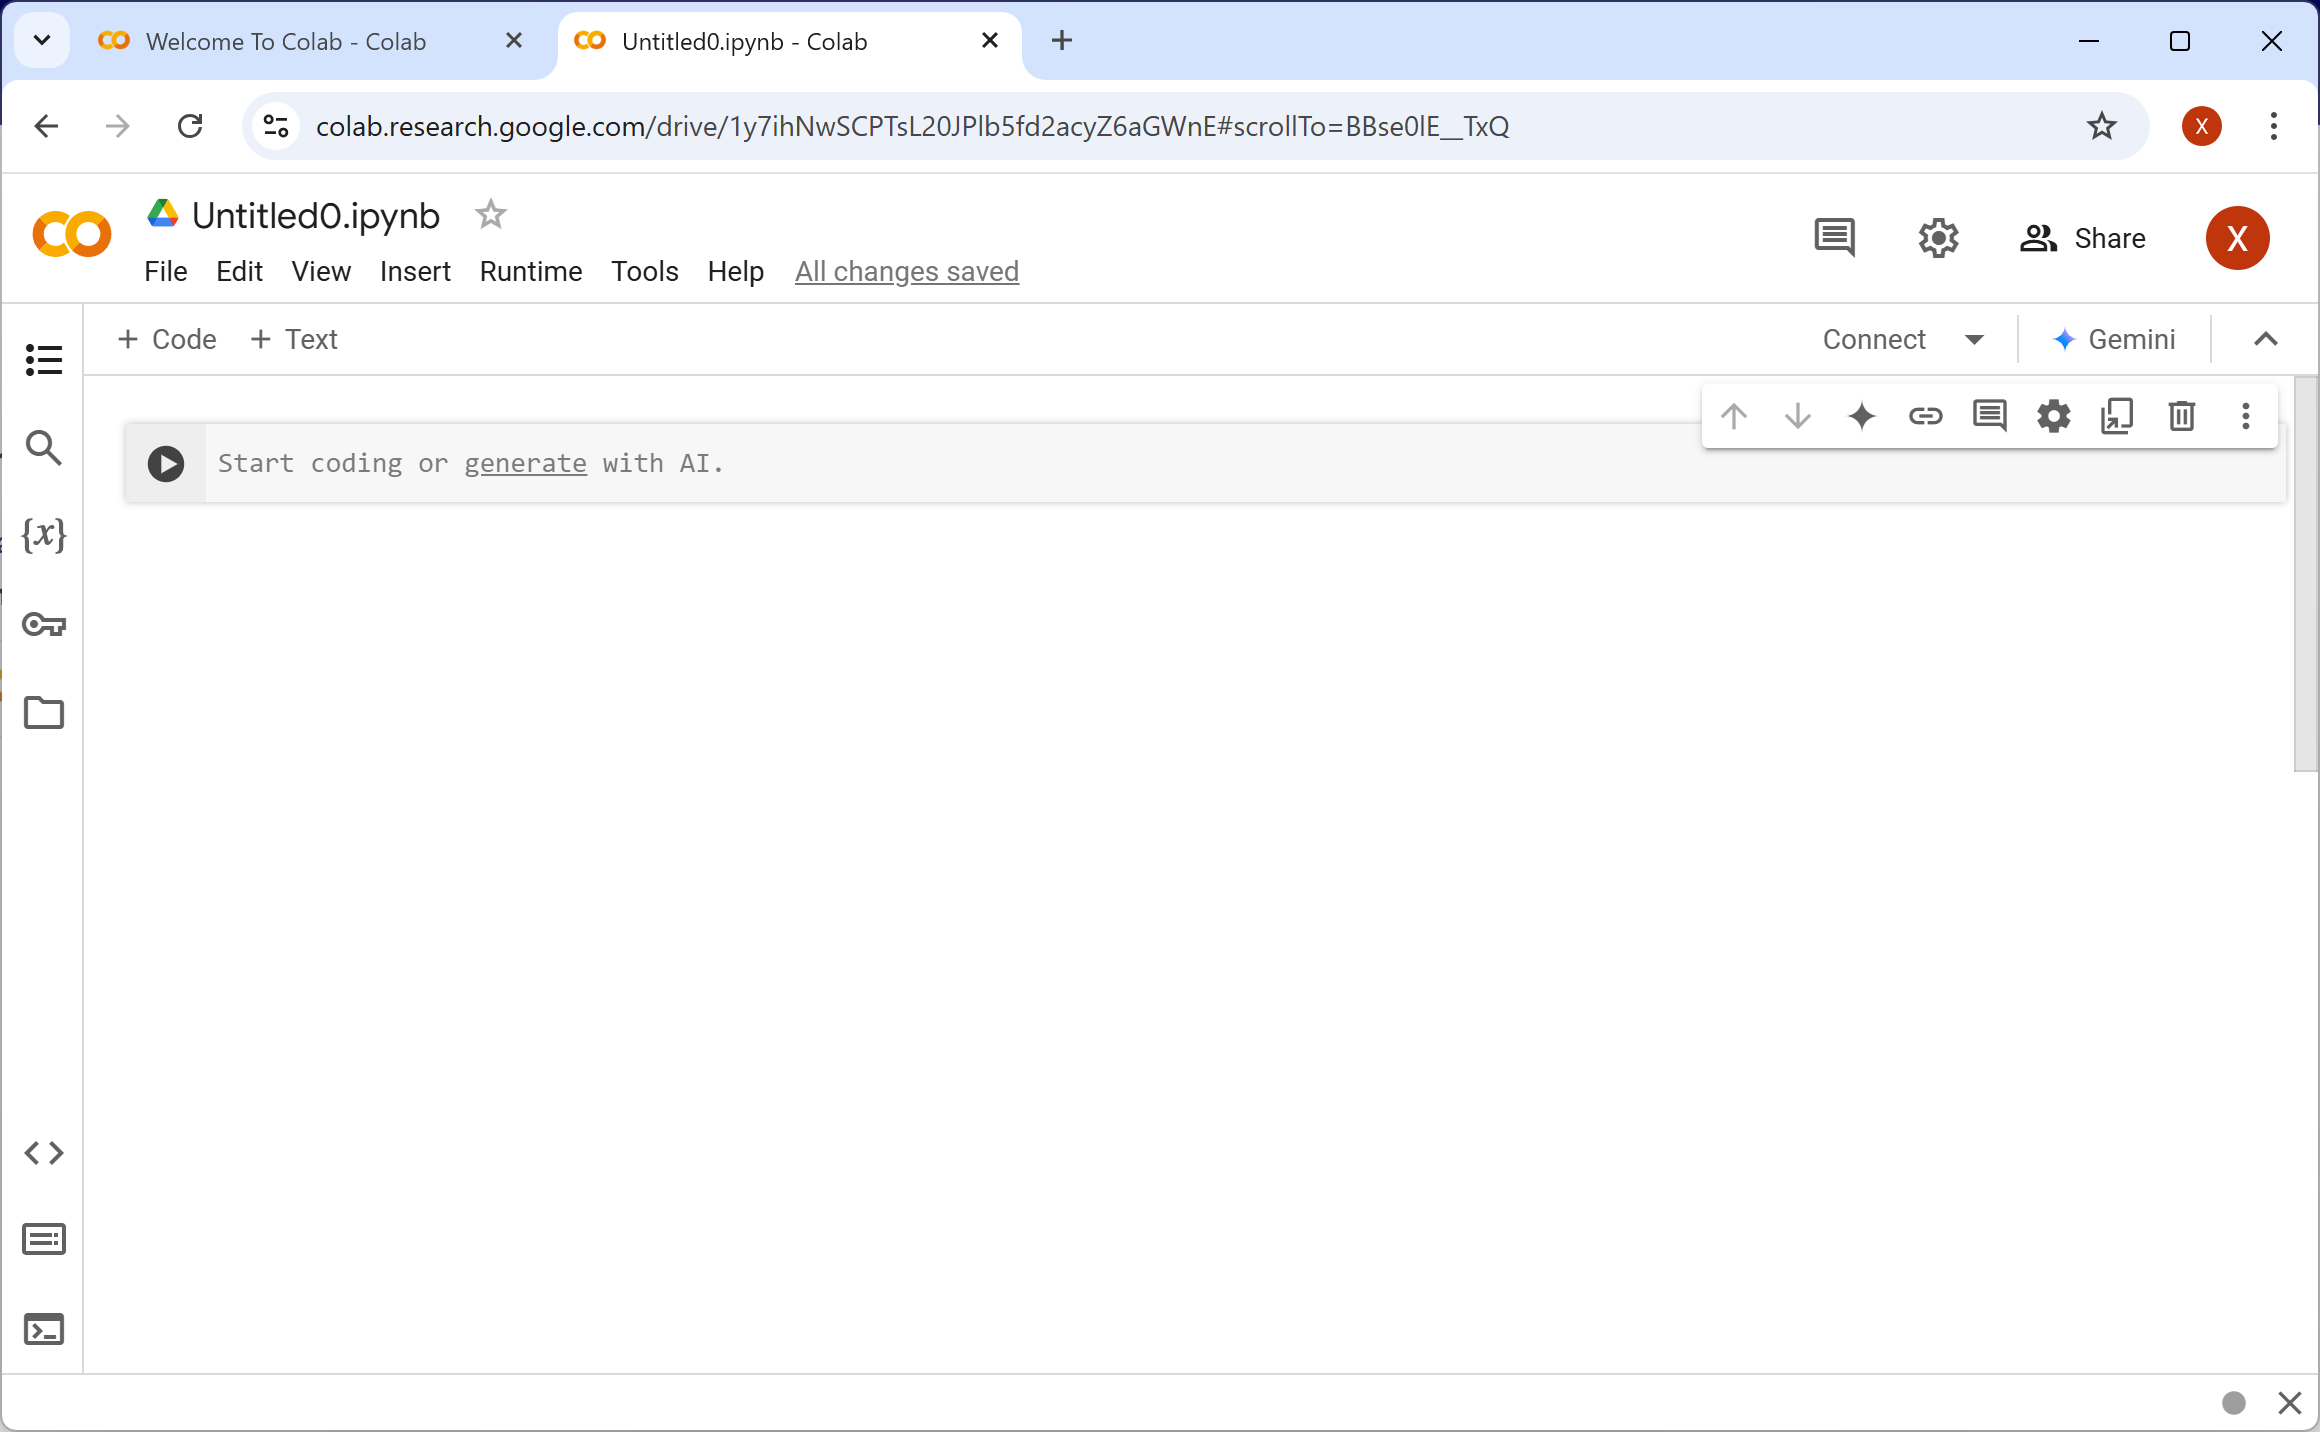 Welcome To Colab - Colab
Untitled0.ipynb - Colab
colab.research.google.com/drive/1y7ihNwSCPTsL20JPlb5fd2acyZ6aGWnE#scrollTo=BBse0lE__TxQ
X
Untitled0.ipynb
File Edit View Insert Runtime Tools Help All changes saved
Share
X
+ Code + Text
Connect
Gemini
{x}
Start coding or generate with AI.